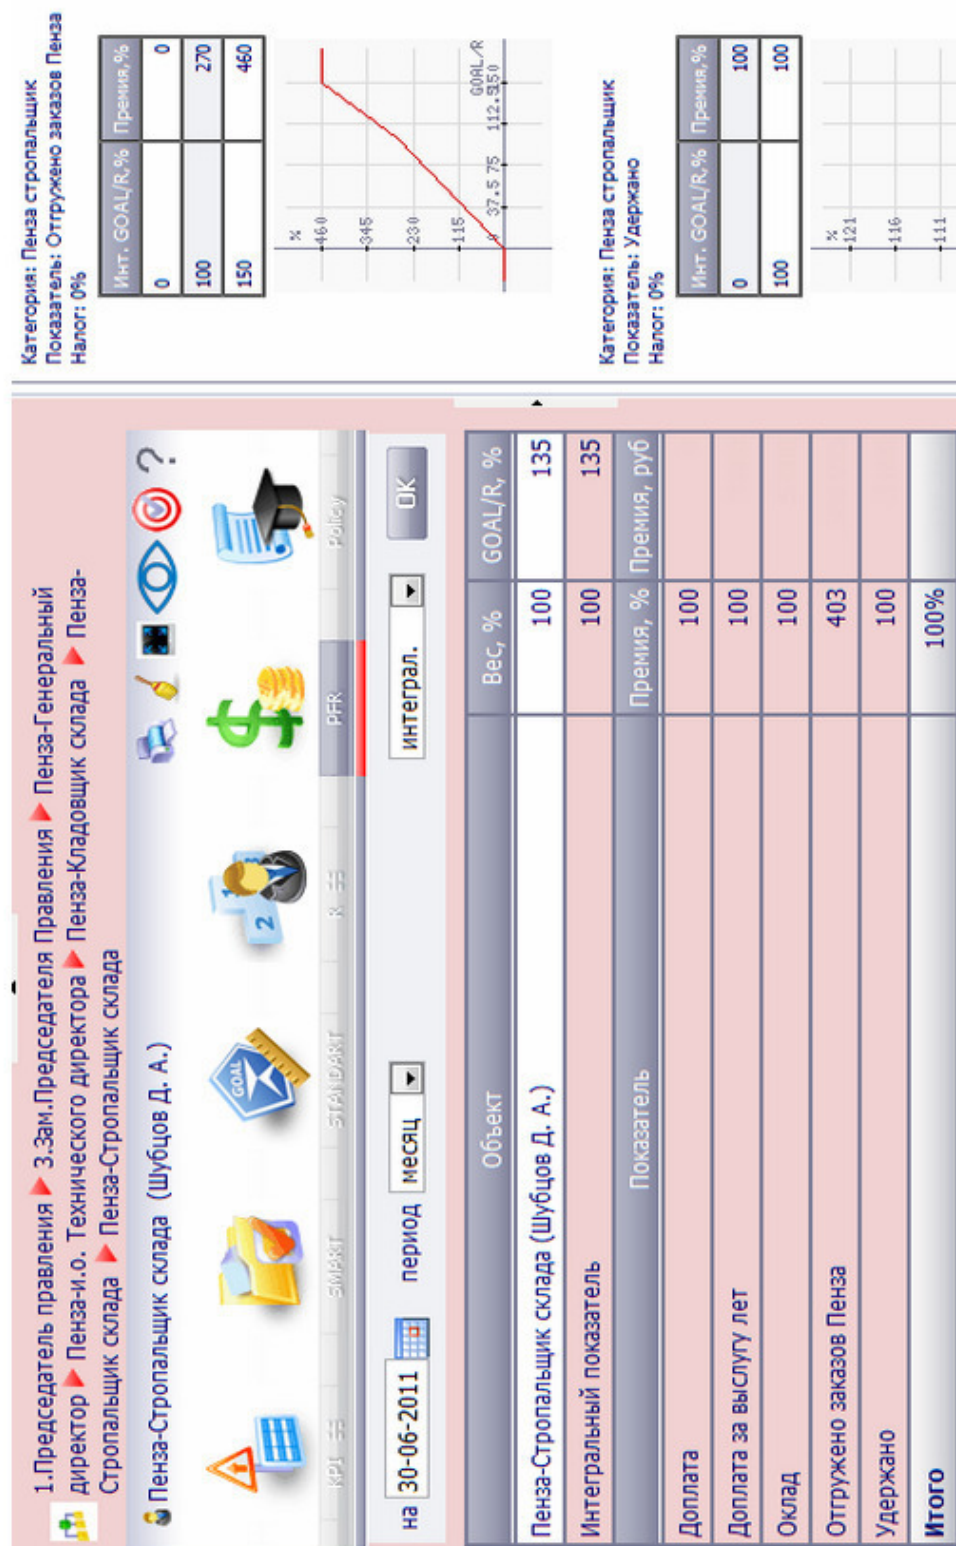 1.Председатель правления 3.Зам.Председателя Правления Пенза-Генеральный
директор Пенза-и.о. Технического директора Пенза-Кладовщик склада Пенза-
Стропальщик склада Пенза-Стропальщик склада
Пенза-Стропальщик склада (Шубцов Д. А.)
?
GOAL
1 2 3
KPI SMART STANDART R PFR Policy
на 30-06-2011 период месяц интеграл. OK
Объект Вес, % GOAL/R, %
Пенза-Стропальщик склада (Шубцов Д. А.) 100 135
Интегральный показатель 100 135
Показатель Премия, % Премия, руб
Доплата 100
Доплата за выслугу лет 100
Оклад 100
Отгружено заказов Пенза 403
Удержано 100
Итого 100%
Категория: Пенза стропальщик
Показатель: Отгружено заказов Пенза
Налог: 0%
Инт. GOAL/R,% Премия,%
0 0
100 270
150 460
%
460
345
230
115
0 37.5 75 112.5 150
GOAL/R
Категория: Пенза стропальщик
Показатель: Удержано
Налог: 0%
Инт. GOAL/R,% Премия,%
0 100
100 100
%
121
116
111